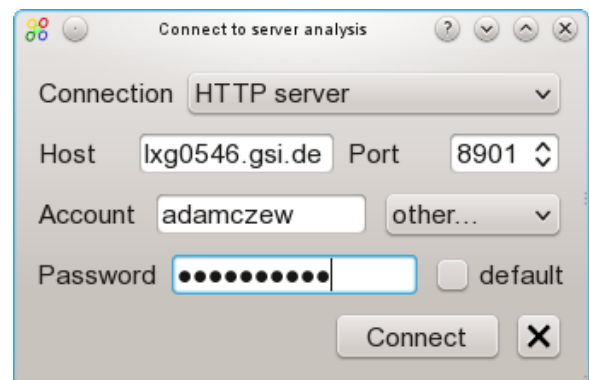 Connect to server analysis
Connection HTTP server
Host lxg0546.gsi.de Port 8901
Account adamczew other...
Password ●●●●●●●●●● default
Connect